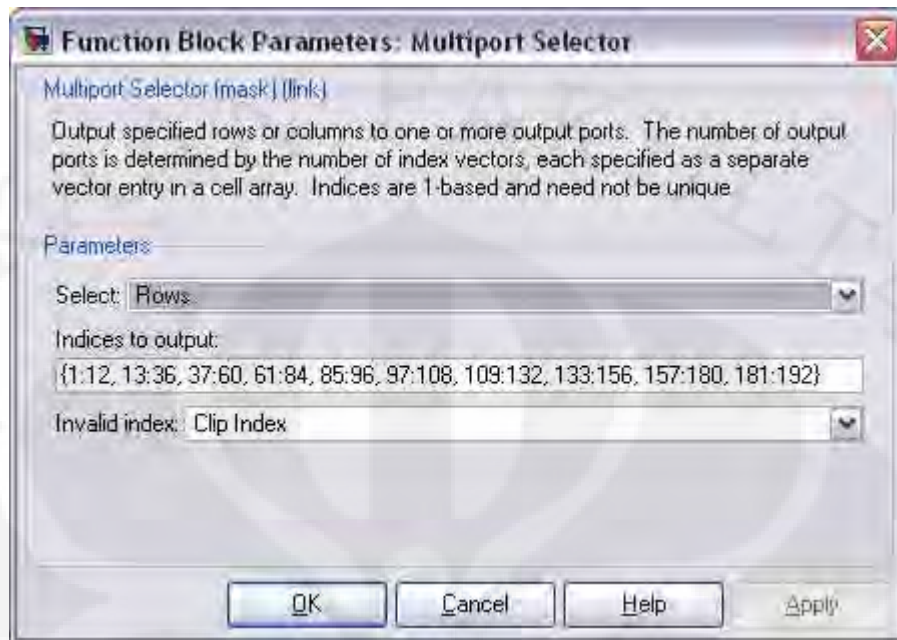 Function Block Parameters: Multiport Selector
Multiport Selector (mask) (link)
Output specified rows or columns to one or more output ports. The number of output
ports is determined by the number of index vectors, each specified as a separate
vector entry in a cell array. Indices are 1-based and need not be unique
Parameters
Select: Rows
Indices to output:
{1:12, 13:36, 37:60, 61:84, 85:96, 97:108, 109:132, 133:156, 157:180, 181:192}
Invalid index: Clip Index
OK Cancel Help Apply